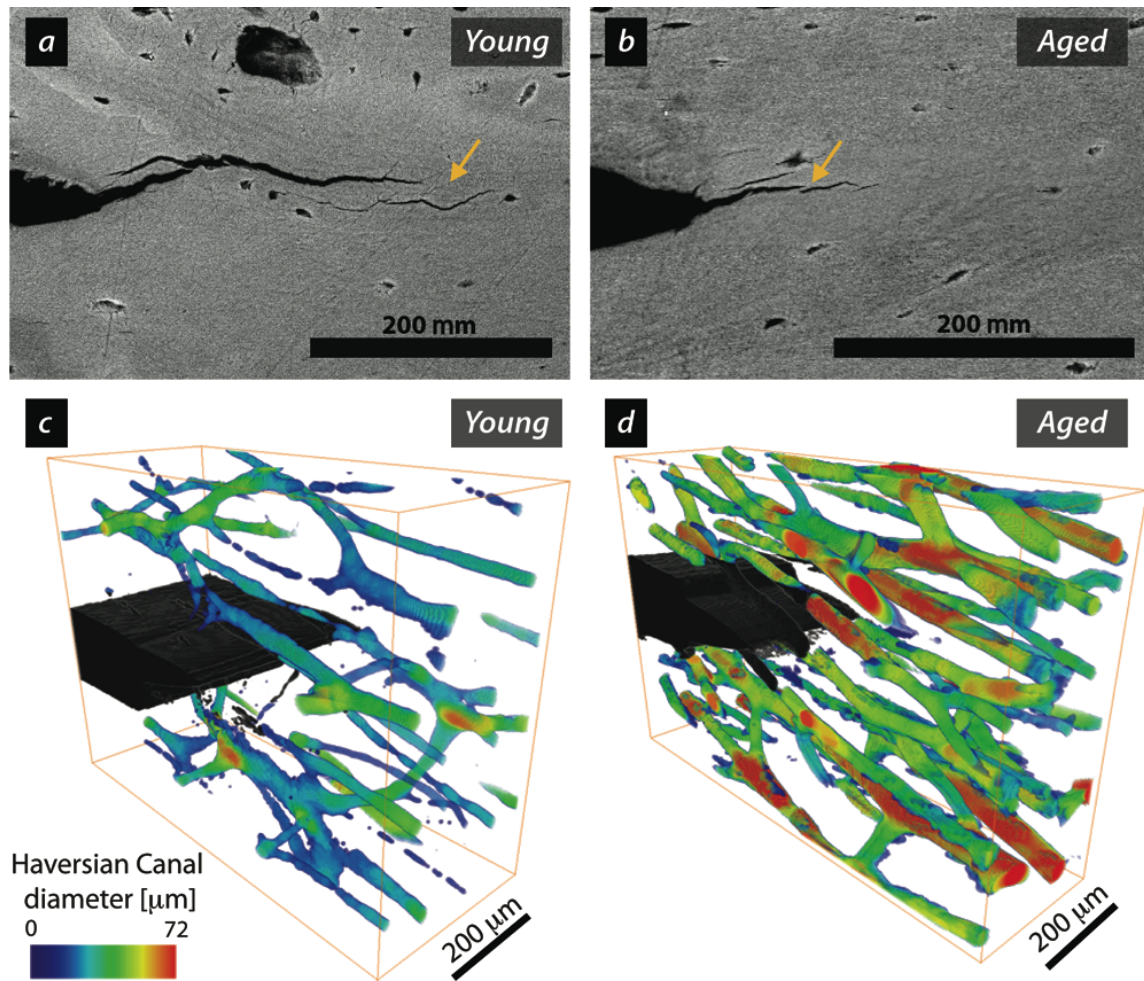 a
Young
200 mm
b
Aged
200 mm
c
Young
d
Aged
Haversian Canal
diameter [μm]
0 72
200 μm
200 μm